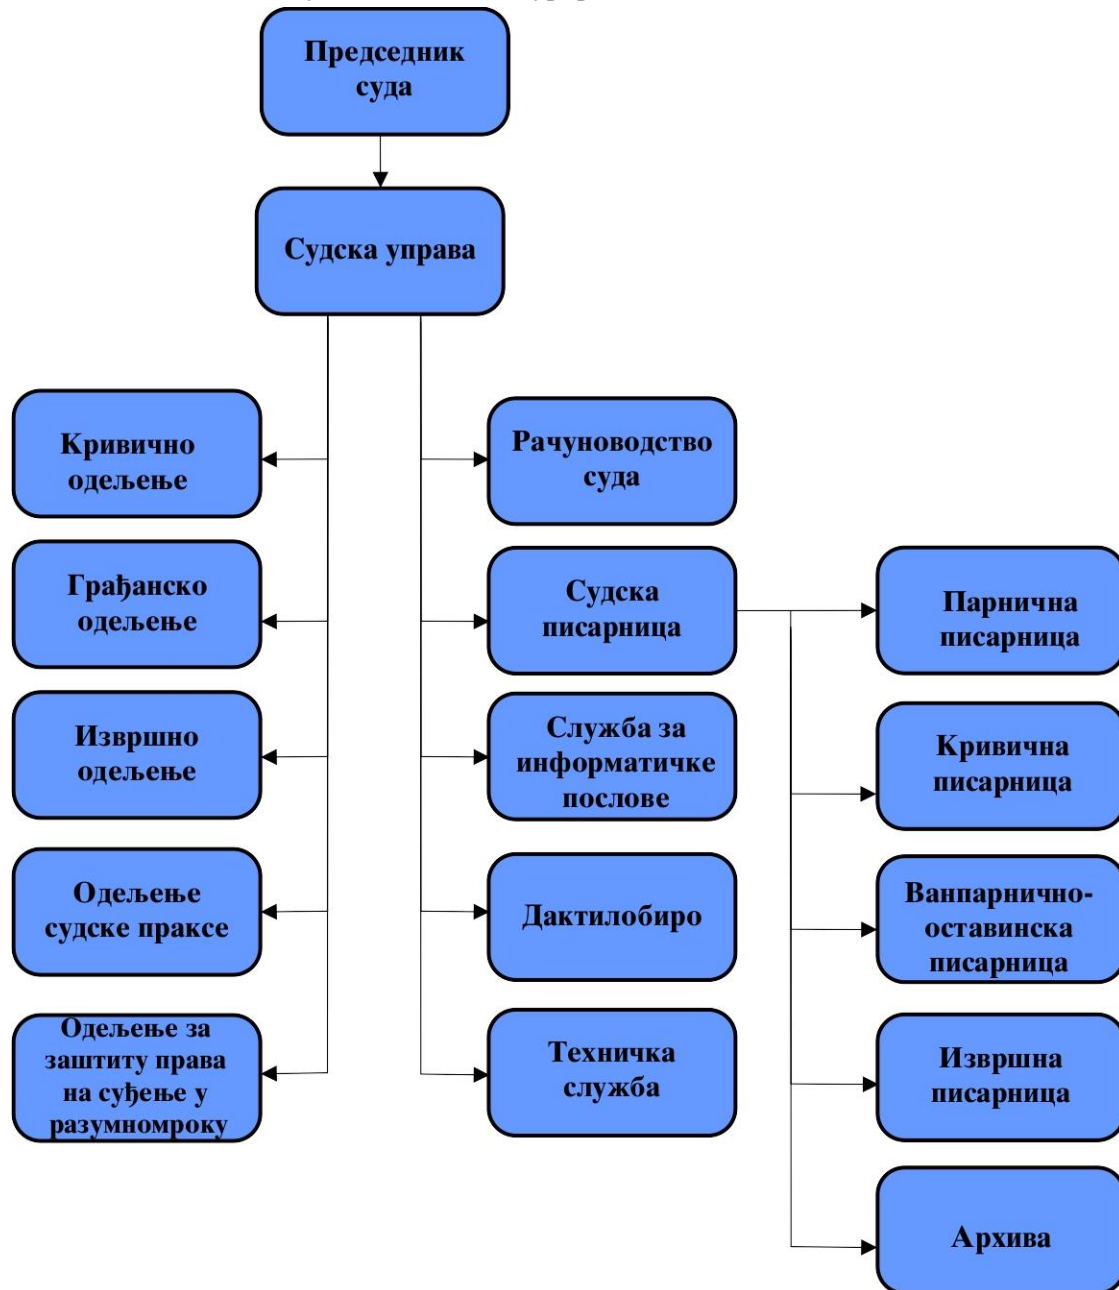 Председник
суда
Судска управа
Кривично
одељење
Грађанско
одељење
Извршно
одељење
Одељење
судске праксе
Одељење за
заштиту права
на суђење у
разумномроку
Рачуноводство
суда
Судска
писарница
Служба за
информатичке
послове
Дактилобиро
Техничка
служба
Парнична
писарница
Кривична
писарница
Ванпарнично-
оставинска
писарница
Извршна
писарница
Архива